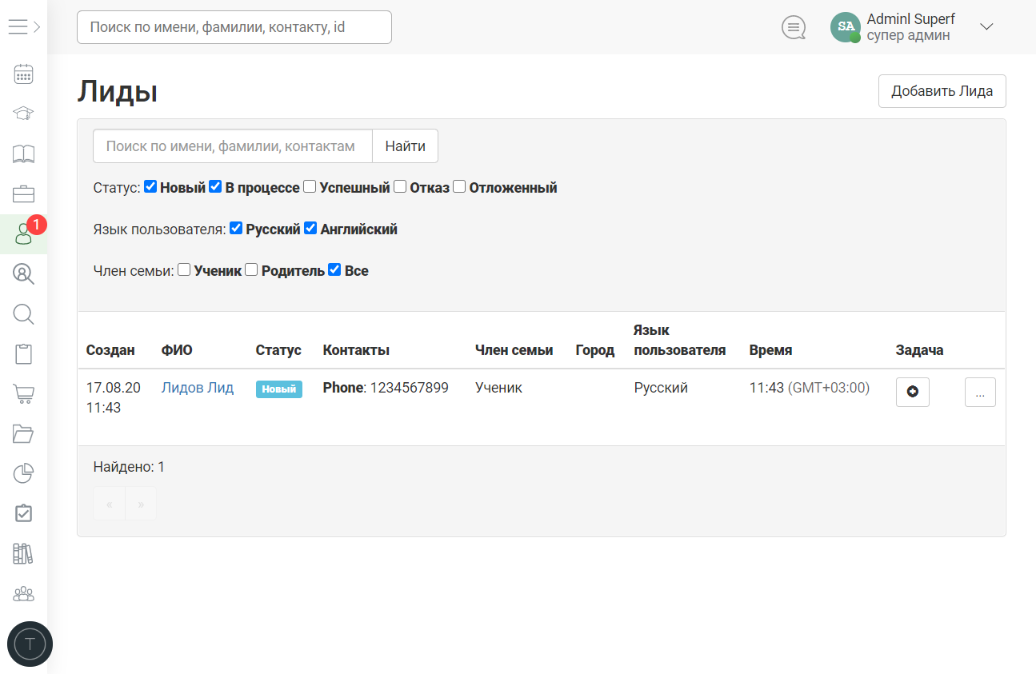 Поиск по имени, фамилии, контакту, id
SA
AdminI Superf
супер админ
1
Лиды
Добавить Лида
Поиск по имени, фамилии, контактам
Найти
Статус: Новый В процессе Успешный Отказ Отложенный
Язык пользователя: Русский Английский
Член семьи: Ученик Родитель Все
Создан ФИО Статус Контакты Член семьи Город Язык пользователя Время Задача
17.08.20 Лидов Лид Новый Phone: 1234567899 Ученик Русский 11:43 (GMT+03:00) ...
11:43
Найдено: 1
« »
T